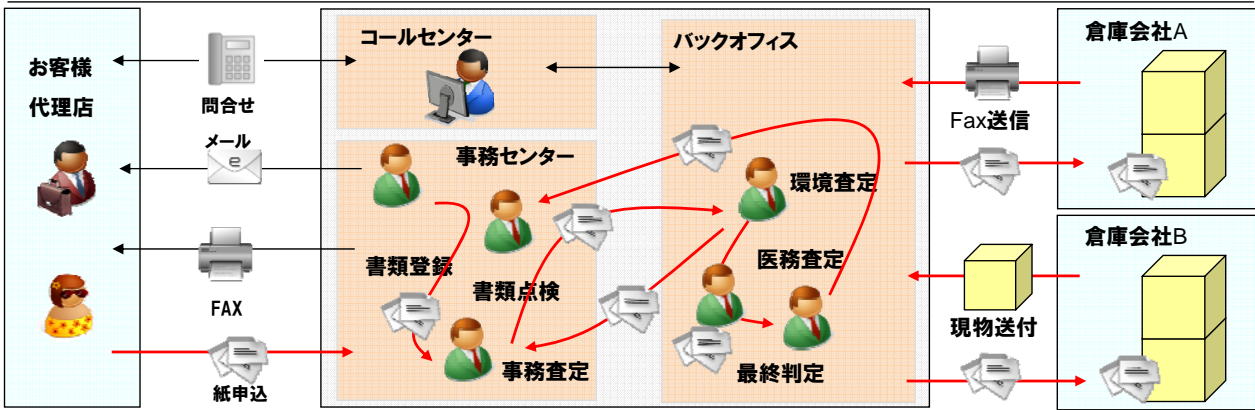 お客様
代理店
問合せ
メール
e
FAX
紙申込
コールセンター
事務センター
書類登録
書類点検
事務査定
バックオフィス
環境査定
医務査定
最終判定
Fax送信
現物送付
倉庫会社A
倉庫会社B